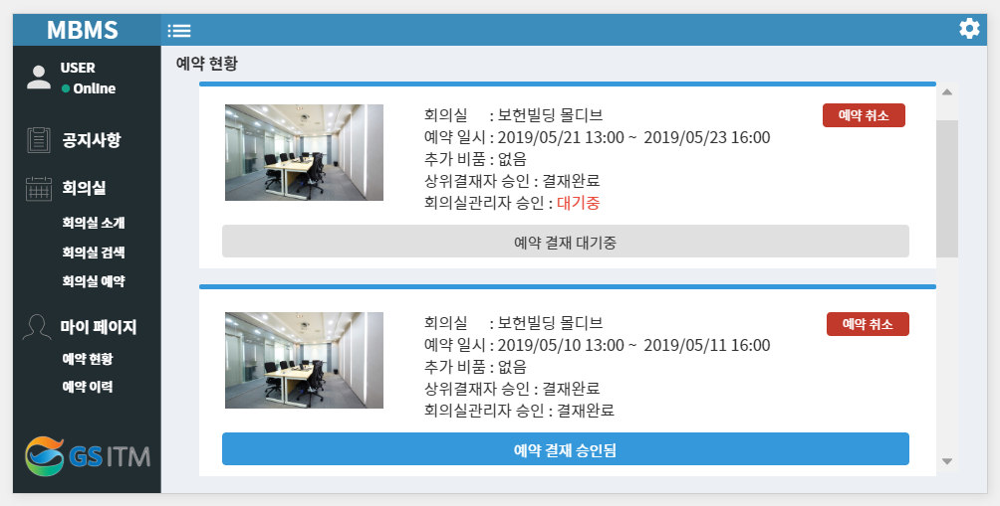 MBMS
USER
Online
공지사항
회의실
회의실 소개
회의실 검색
회의실 예약
마이 페이지
예약 현황
예약 이력
GS ITM
예약 현황
회의실 : 보헌빌딩 몰디브
예약 취소
예약 일시 : 2019/05/21 13:00 ~ 2019/05/23 16:00
추가 비품 : 없음
상위결재자 승인 : 결재완료
회의실관리자 승인 : 대기중
예약 결재 대기중
회의실 : 보헌빌딩 몰디브
예약 취소
예약 일시 : 2019/05/10 13:00 ~ 2019/05/11 16:00
추가 비품 : 없음
상위결재자 승인 : 결재완료
회의실관리자 승인 : 결재완료
예약 결재 승인됨